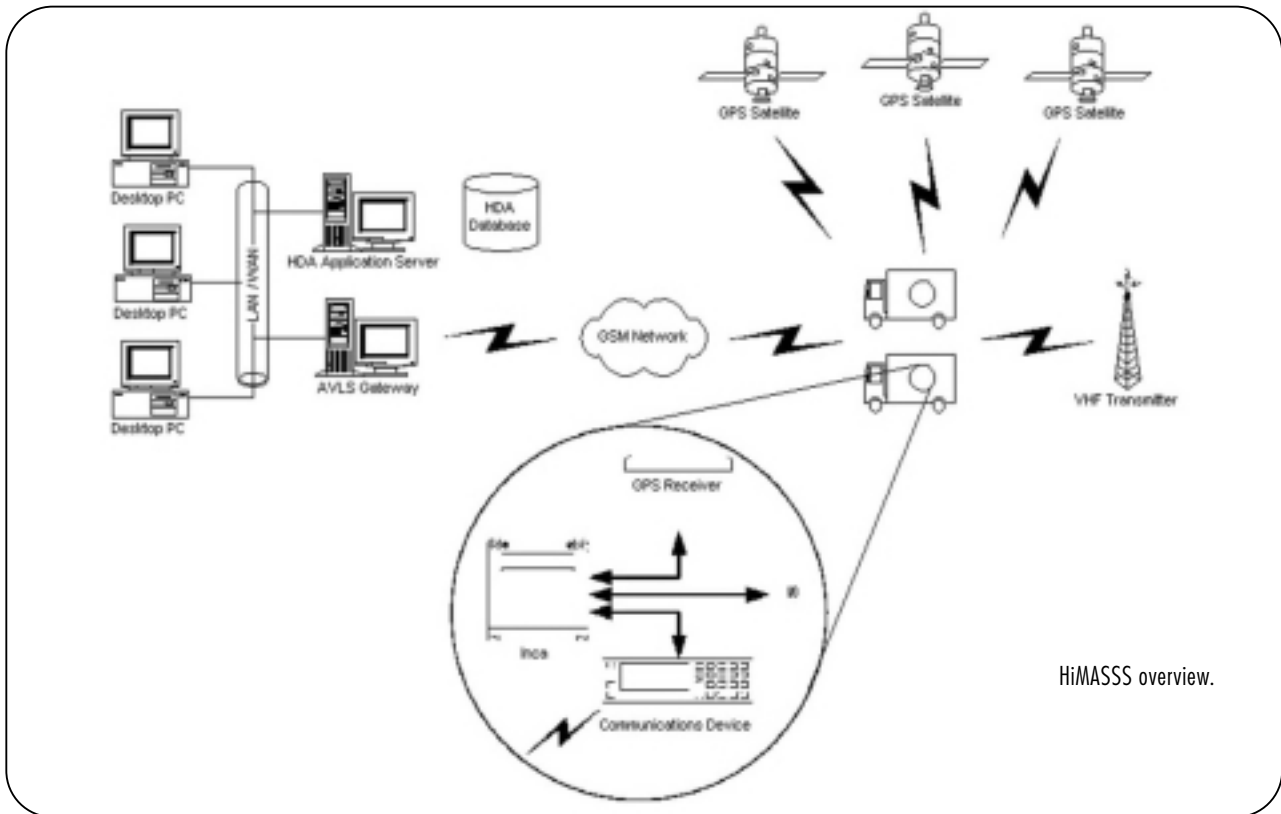 GPS Satellite
GPS Satellite
GPS Satellite
Desktop PC
Desktop PC
Desktop PC
LAN / WAN
HDA Application Server
HDA
Database
AVLS Gateway
GSM Network
VHF Transmitter
GPS Receiver
Inca
Communications Device
HiMASSS overview.